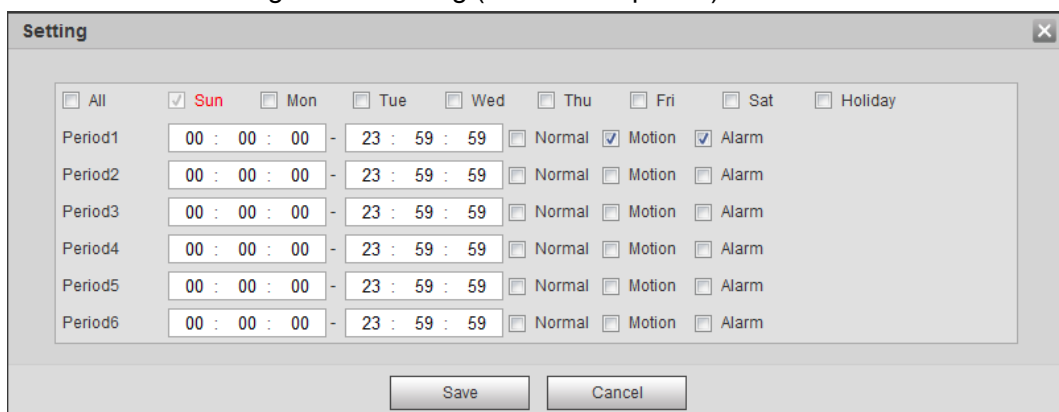 Setting
All Sun Mon Tue Wed Thu Fri Sat Holiday
Period1 00 : 00 : 00 - 23 : 59 : 59 Normal Motion Alarm
Period2 00 : 00 : 00 - 23 : 59 : 59 Normal Motion Alarm
Period3 00 : 00 : 00 - 23 : 59 : 59 Normal Motion Alarm
Period4 00 : 00 : 00 - 23 : 59 : 59 Normal Motion Alarm
Period5 00 : 00 : 00 - 23 : 59 : 59 Normal Motion Alarm
Period6 00 : 00 : 00 - 23 : 59 : 59 Normal Motion Alarm
Save Cancel